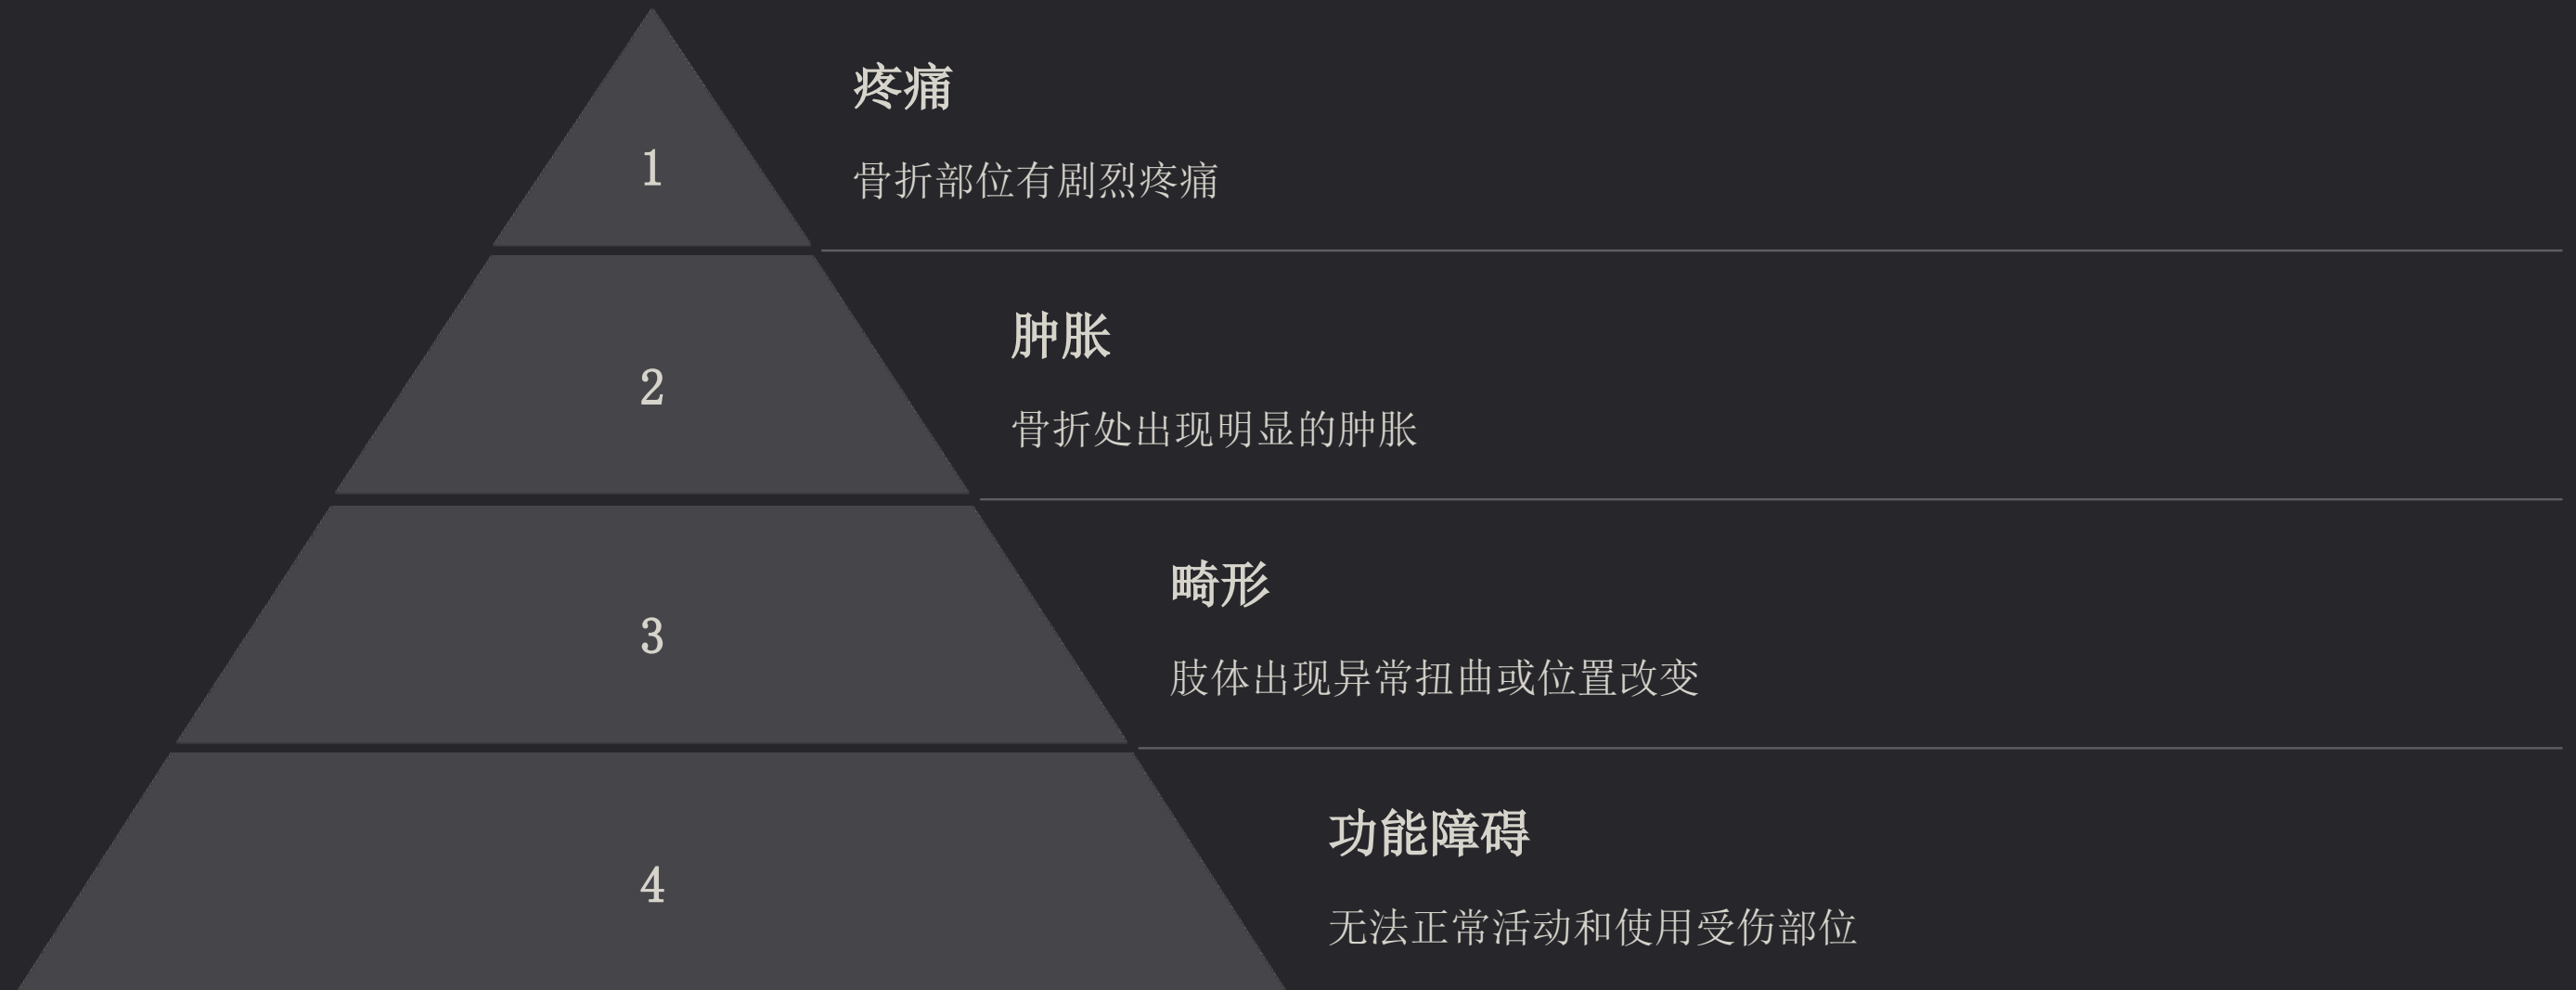 1
疼痛
骨折部位有剧烈疼痛
2
肿胀
骨折处出现明显的肿胀
3
畸形
肢体出现异常扭曲或位置改变
4
功能障碍
无法正常活动和使用受伤部位